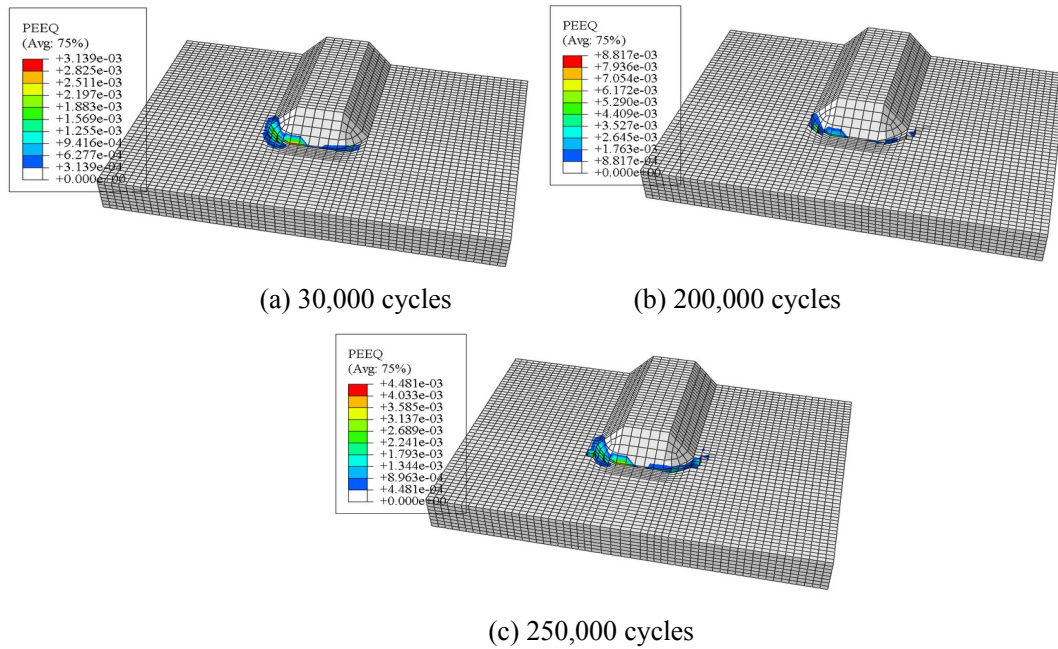 PEEQ
(Avg: 75%)
+3.139e-03
+2.825e-03
+2.511e-03
+2.197e-03
+1.883e-03
+1.569e-03
+1.255e-03
+9.416e-04
+6.277e-04
+3.139e-04
+0.000e+00
(a) 30,000 cycles
PEEQ
(Avg: 75%)
+8.817e-03
+7.936e-03
+7.054e-03
+6.172e-03
+5.290e-03
+4.409e-03
+3.527e-03
+2.645e-03
+1.763e-03
+8.817e-04
+0.000e+00
(b) 200,000 cycles
PEEQ
(Avg: 75%)
+4.481e-03
+4.033e-03
+3.585e-03
+3.137e-03
+2.689e-03
+2.241e-03
+1.793e-03
+1.344e-03
+8.963e-04
+4.481e-04
+0.000e+00
(c) 250,000 cycles